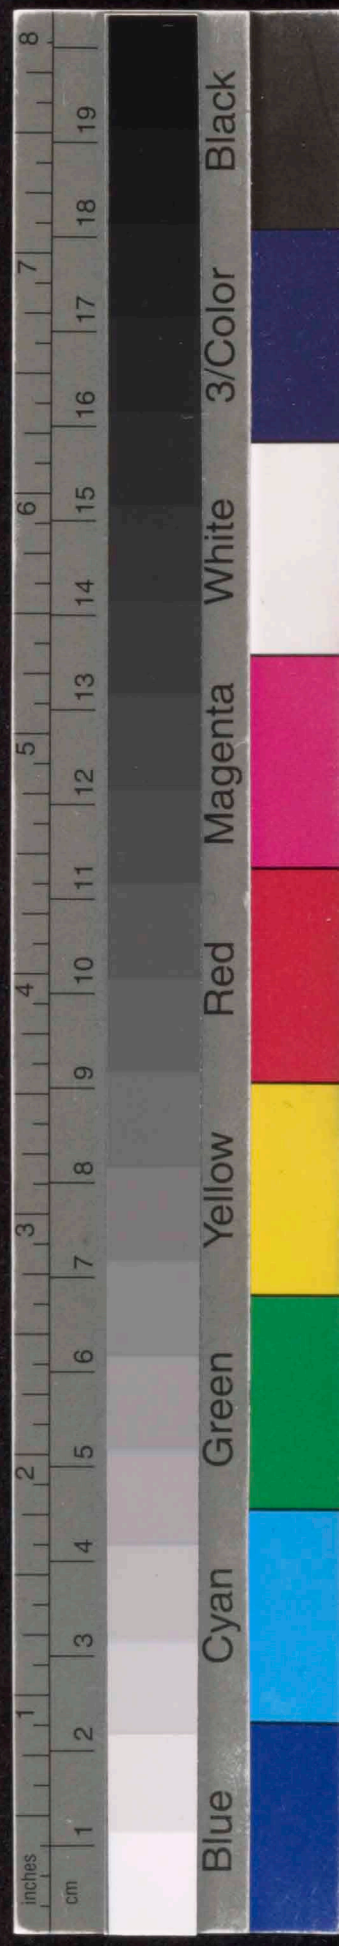 inches 1 2 3 4 5 6 7 8
cm 1 2 3 4 5 6 7 8 9 10 11 12 13 14 15 16 17 18 19
Blue Cyan Green Yellow Red Magenta White 3/Color Black